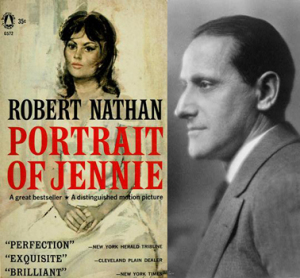 35¢
ROBERT NATHAN
PORTRAIT
OF JENNIE
A great bestseller • A distinguished motion picture
"PERFECTION" —NEW YORK HERALD TRIBUNE
"EXQUISITE" —CLEVELAND PLAIN DEALER
"BRILLIANT" —NEW YORK TIMES